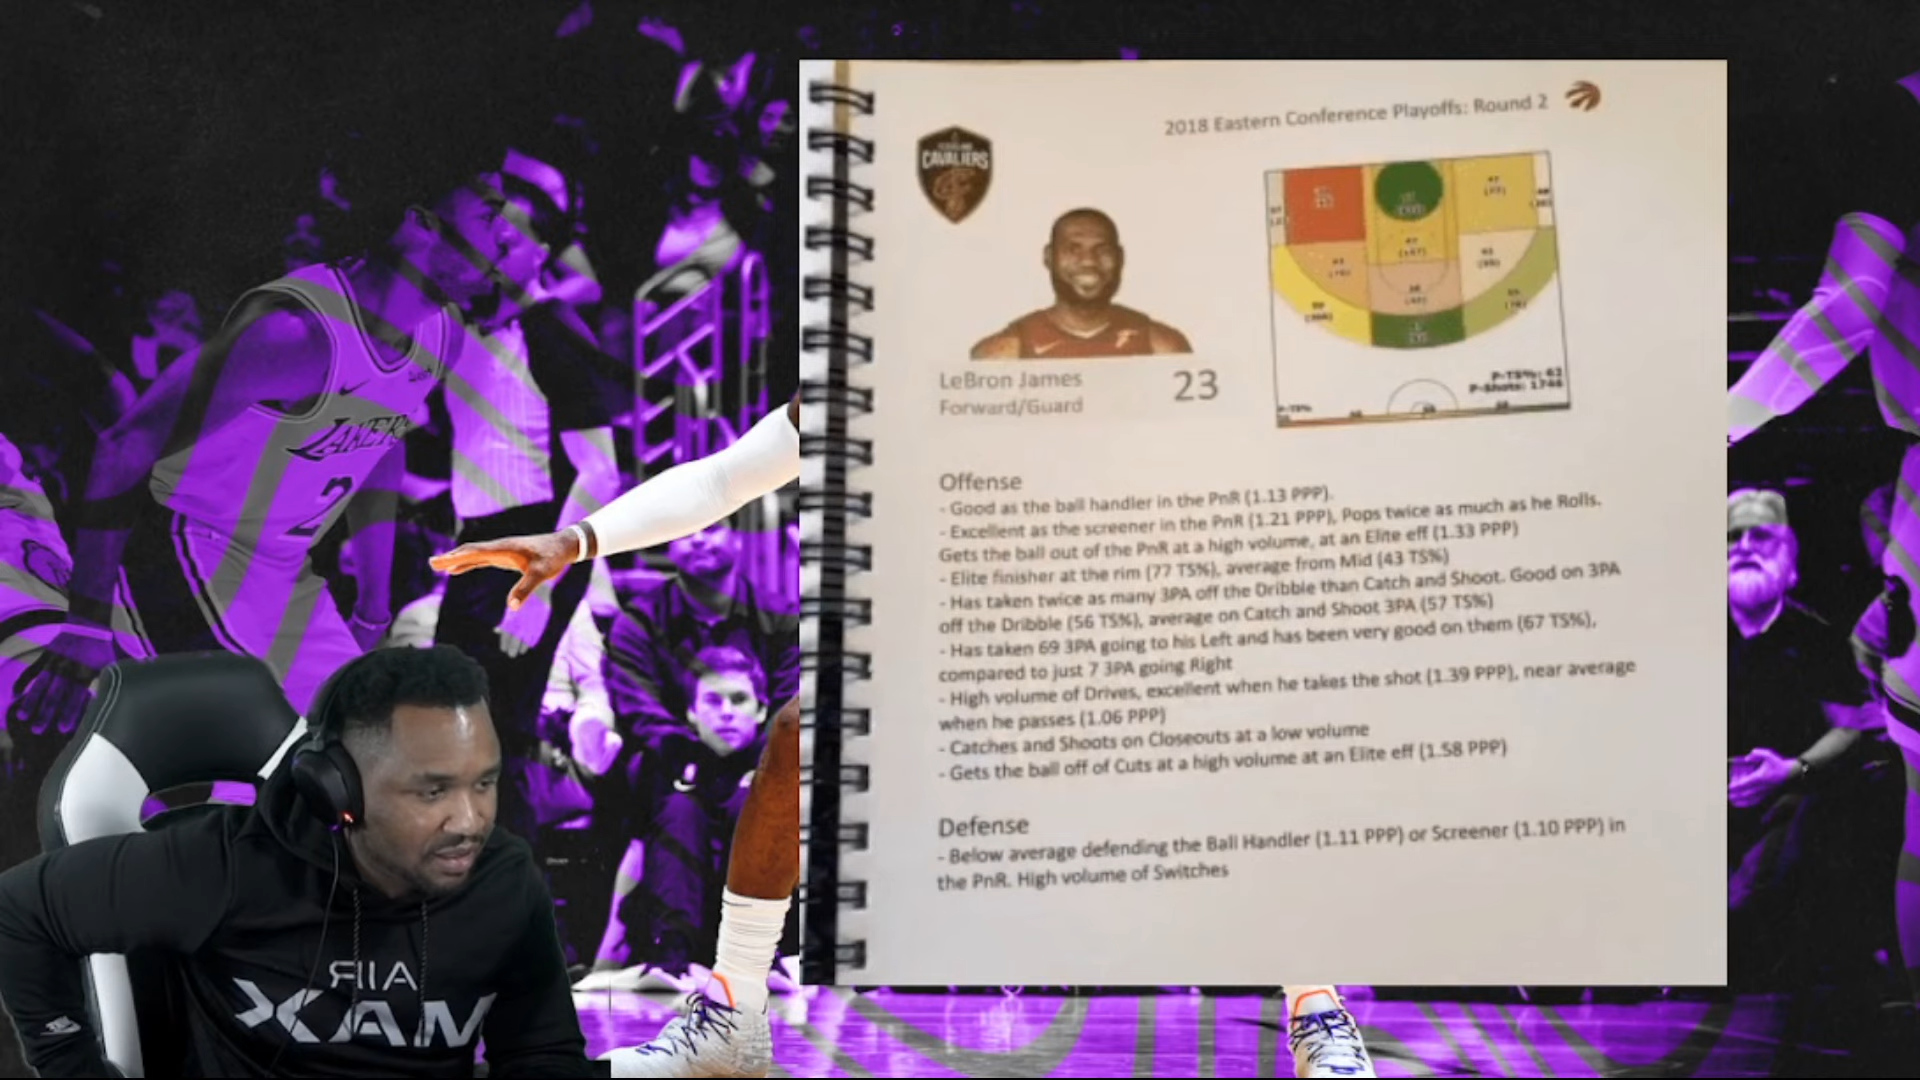 2018 Eastern Conference Playoffs: Round 2
CAVALIERS
P-TS%: 62
P-Shots: 1746
P-TS%
LeBron James
23
Forward/Guard
Offense
- Good as the ball handler in the PnR (1.13 PPP).
- Excellent as the screener in the PnR (1.21 PPP), Pops twice as much as he Rolls.
Gets the ball out of the PnR at a high volume, at an Elite eff (1.33 PPP)
- Elite finisher at the rim (77 TS%), average from Mid (43 TS%)
- Has taken twice as many 3PA off the Dribble than Catch and Shoot. Good on 3PA
off the Dribble (56 TS%), average on Catch and Shoot 3PA (57 TS%)
- Has taken 69 3PA going to his Left and has been very good on them (67 TS%),
compared to just 7 3PA going Right
- High volume of Drives, excellent when he takes the shot (1.39 PPP), near average
when he passes (1.06 PPP)
- Catches and Shoots on Closeouts at a low volume
- Gets the ball off of Cuts at a high volume at an Elite eff (1.58 PPP)
Defense
- Below average defending the Ball Handler (1.11 PPP) or Screener (1.10 PPP) in
the PnR. High volume of Switches
LAKERS
2
AIR
MAX